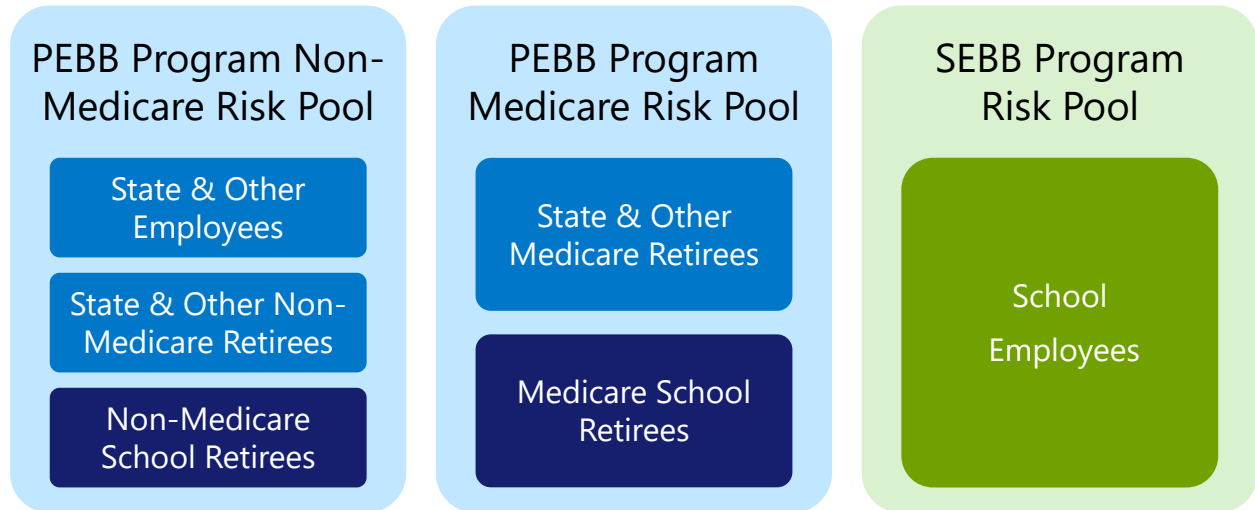 PEBB Program Non-
Medicare Risk Pool
State & Other
Employees
State & Other Non-
Medicare Retirees
Non-Medicare
School Retirees
PEBB Program
Medicare Risk Pool
State & Other
Medicare Retirees
Medicare School
Retirees
SEBB Program
Risk Pool
School
Employees